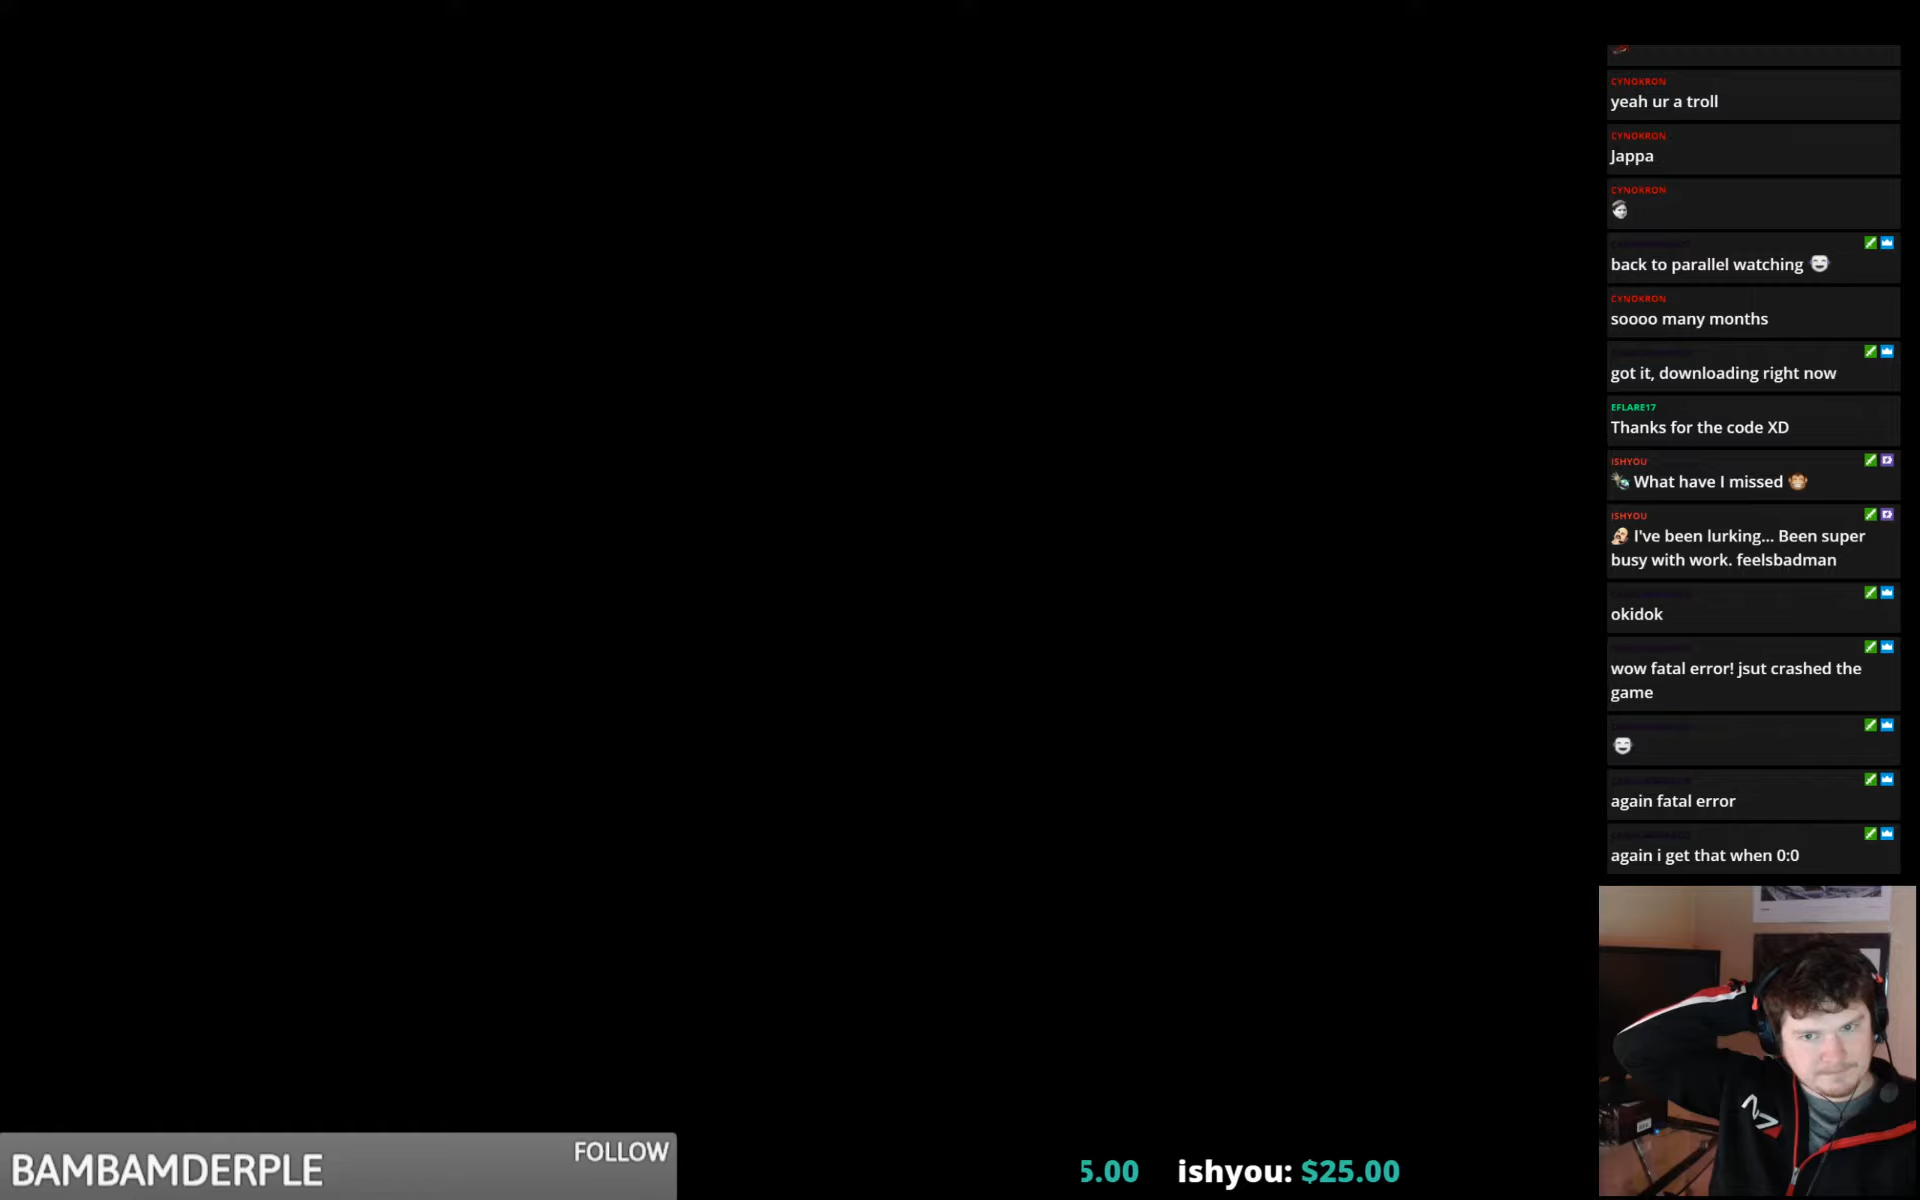 CYNOKRON
yeah ur a troll
CYNOKRON
Jappa
CYNOKRON
back to parallel watching
CYNOKRON
soooo many months
got it, downloading right now
EFLARE17
Thanks for the code XD
ISHYOU
What have I missed
ISHYOU
I've been lurking... Been super
busy with work. feelsbadman
okidok
wow fatal error! jsut crashed the
game
again fatal error
again i get that when 0:0
FOLLOW
BAMBAMDERPLE
5.00 ishyou: $25.00